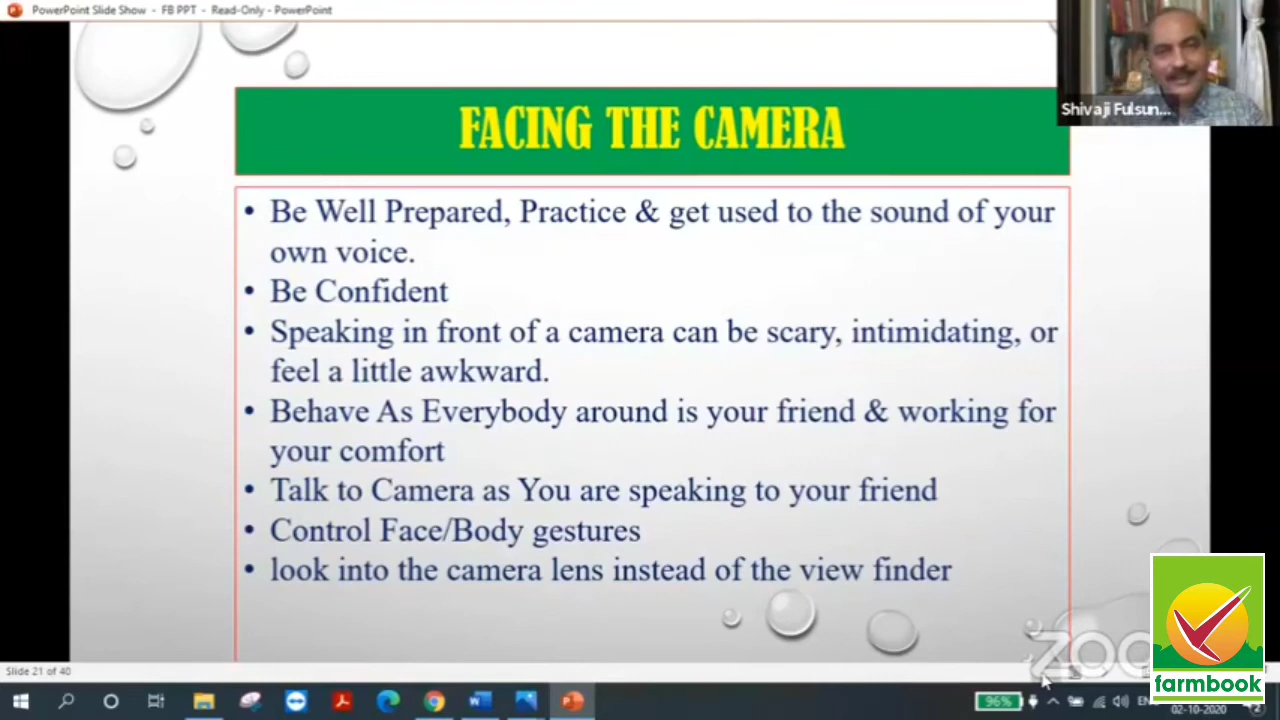 PowerPoint Slide Show - FB PPT - Read-Only - PowerPoint
Shivaji Fulsun...
FACING THE CAMERA
• Be Well Prepared, Practice & get used to the sound of your
own voice.
• Be Confident
• Speaking in front of a camera can be scary, intimidating, or
feel a little awkward.
• Behave As Everybody around is your friend & working for
your comfort
• Talk to Camera as You are speaking to your friend
• Control Face/Body gestures
• look into the camera lens instead of the view finder
farmbook
Slide 21 of 40
96%
02-10-2020